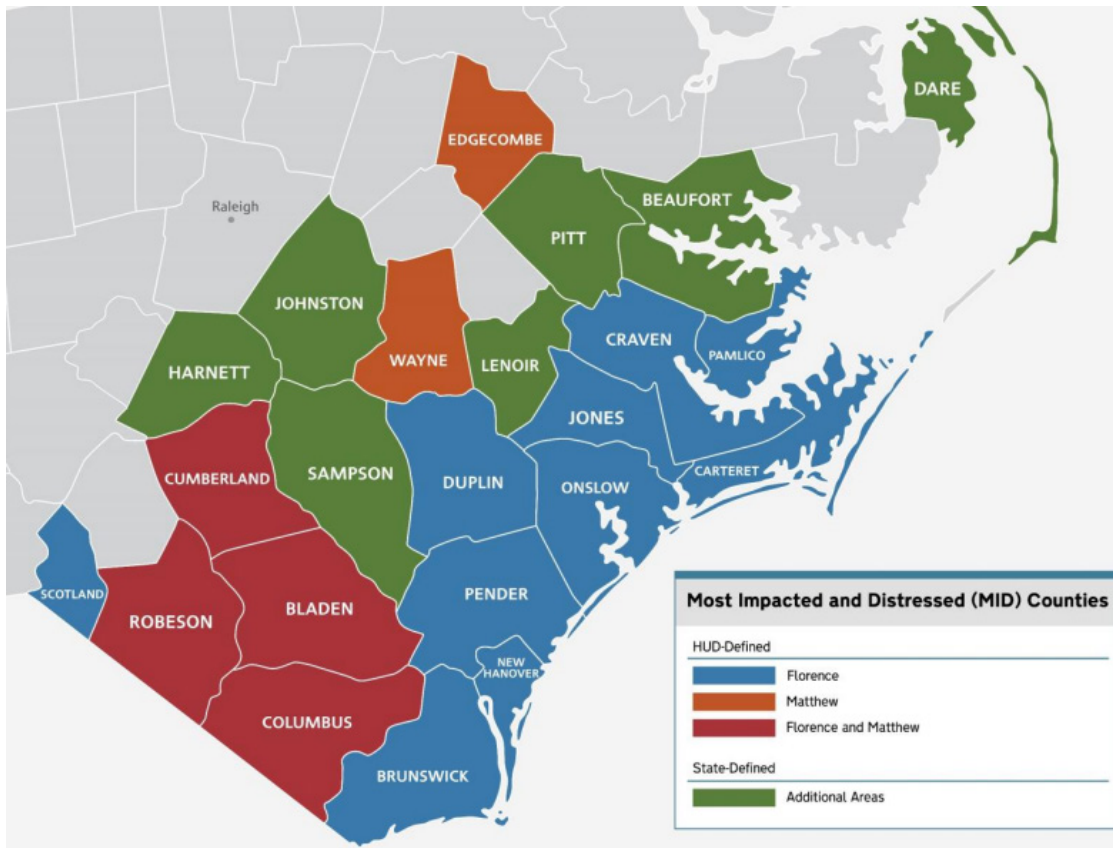 DARE
EDGECOMBE
BEAUFORT
Raleigh
PITT
JOHNSTON
CRAVEN
PAMLICO
WAYNE
LENOIR
HARNETT
JONES
CARTERET
CUMBERLAND
SAMPSON
DUPLIN
ONSLOW
SCOTLAND
ROBESON
BLADEN
PENDER
NEW
HANOVER
COLUMBUS
BRUNSWICK
Most Impacted and Distressed (MID) Counties
HUD-Defined
Florence
Matthew
Florence and Matthew
State-Defined
Additional Areas